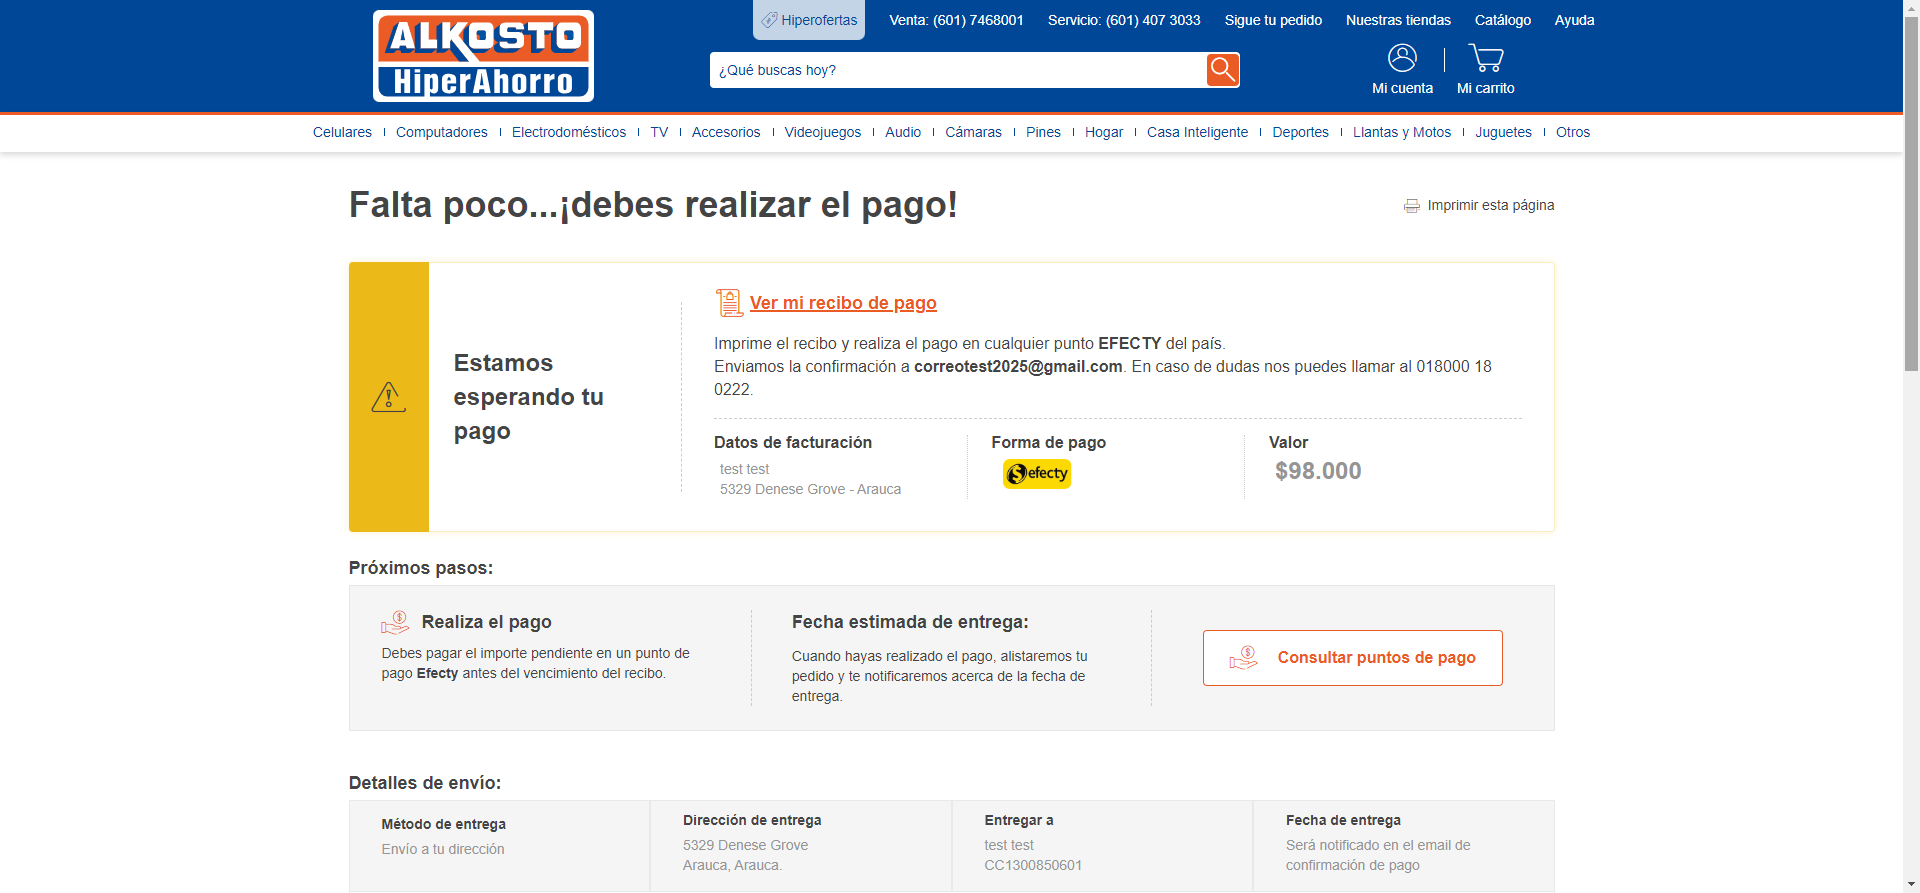 ALKOSTO
HiperAhorro
Hiperofertas
Venta: (601) 7468001
Servicio: (601) 407 3033
Sigue tu pedido
Nuestras tiendas
Catálogo
Ayuda
¿Qué buscas hoy?
Mi cuenta
Mi carrito
Celulares
Computadores
Electrodomésticos
TV
Accesorios
Videojuegos
Audio
Cámaras
Pines
Hogar
Casa Inteligente
Deportes
Llantas y Motos
Juguetes
Otros
Falta poco...¡debes realizar el pago!
Imprimir esta página
Estamos
esperando tu
pago
Ver mi recibo de pago
Imprime el recibo y realiza el pago en cualquier punto EFECTY del país.
Enviamos la confirmación a correotest2025@gmail.com. En caso de dudas nos puedes llamar al 018000 18
0222.
Datos de facturación
test test
5329 Denese Grove - Arauca
Forma de pago
efecty
Valor
$98.000
Próximos pasos:
Realiza el pago
Debes pagar el importe pendiente en un punto de
pago Efecty antes del vencimiento del recibo.
Fecha estimada de entrega:
Cuando hayas realizado el pago, alistaremos tu
pedido y te notificaremos acerca de la fecha de
entrega.
Consultar puntos de pago
Detalles de envío:
Método de entrega
Envío a tu dirección
Dirección de entrega
5329 Denese Grove
Arauca, Arauca.
Entregar a
test test
CC1300850601
Fecha de entrega
Será notificado en el email de
confirmación de pago